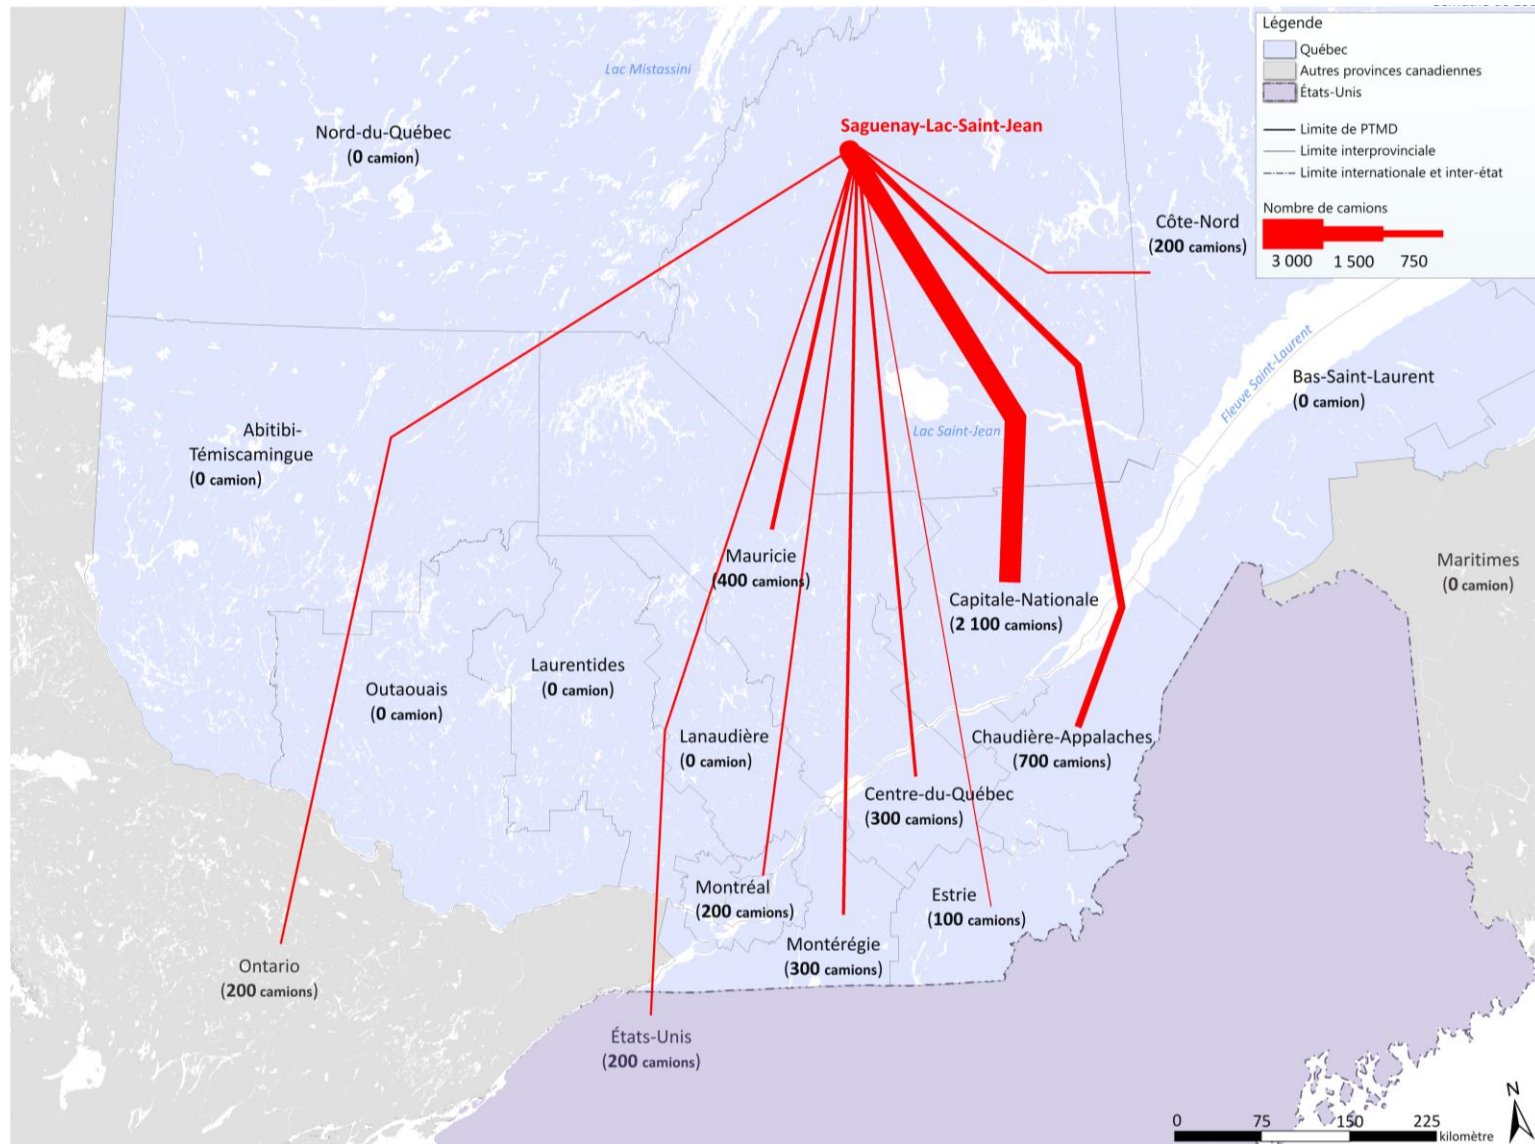 Légende
Québec
Autres provinces canadiennes
États-Unis
Limite de PTMD
Limite interprovinciale
Limite internationale et inter-état
Nombre de camions
3 000 1 500 750
Lac Mistassini
Saguenay-Lac-Saint-Jean
Nord-du-Québec
(0 camion)
Côte-Nord
(200 camions)
Fleuve Saint-Laurent
Bas-Saint-Laurent
(0 camion)
Abitibi-
Témiscamingue
(0 camion)
Lac Saint-Jean
Mauricie
(400 camions)
Maritimes
(0 camion)
Capitale-Nationale
(2 100 camions)
Laurentides
(0 camion)
Outaouais
(0 camion)
Lanaudière
(0 camion)
Chaudière-Appalaches
(700 camions)
Centre-du-Québec
(300 camions)
Montréal
(200 camions)
Estrie
(100 camions)
Montérégie
(300 camions)
Ontario
(200 camions)
États-Unis
(200 camions)
N
0 75 150 225
kilomètre